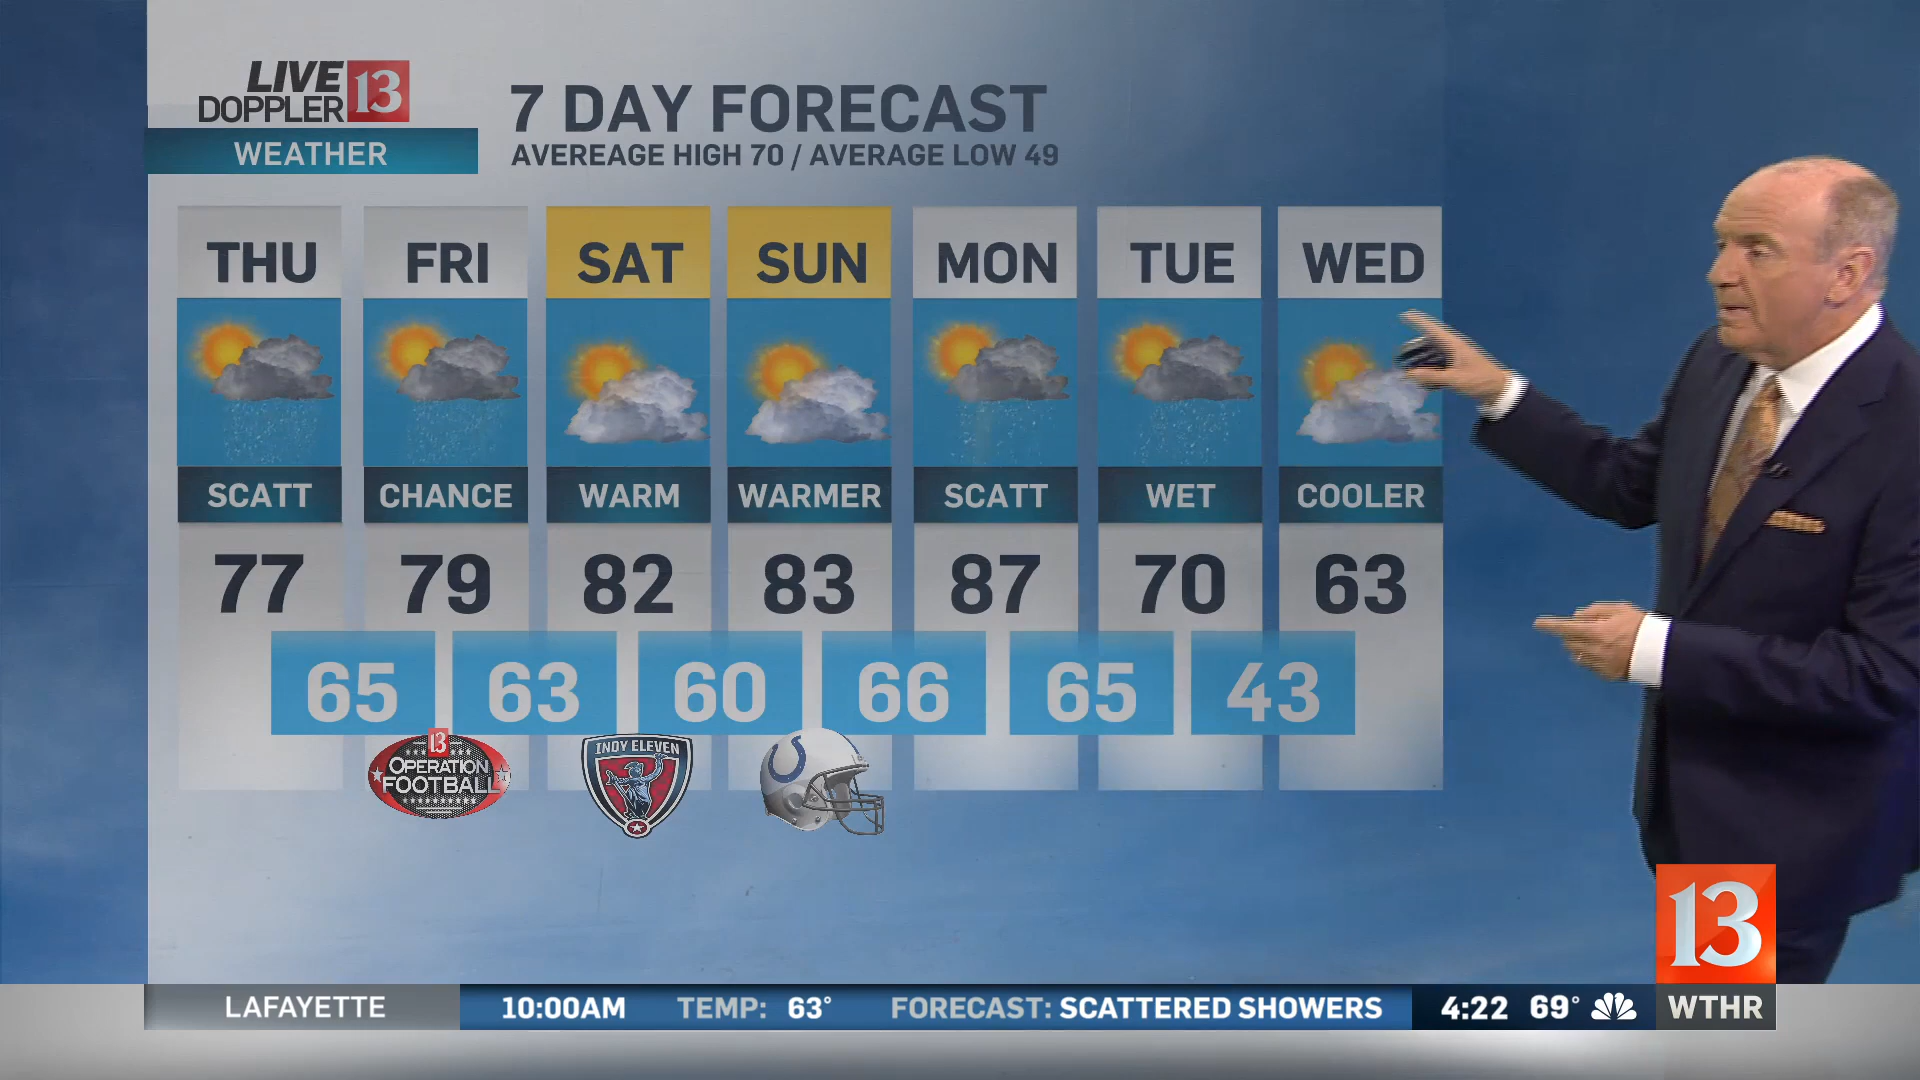 LIVE
DOPPLER 13
WEATHER
7 DAY FORECAST
AVEREAGE HIGH 70 / AVERAGE LOW 49
THU FRI SAT SUN MON TUE WED
SCATT CHANCE WARM WARMER SCATT WET COOLER
77 79 82 83 87 70 63
65 63 60 66 65 43
13
OPERATION
FOOTBALL
INDY ELEVEN
13
LAFAYETTE 10:00AM TEMP: 63° FORECAST: SCATTERED SHOWERS 4:22 69° WTHR